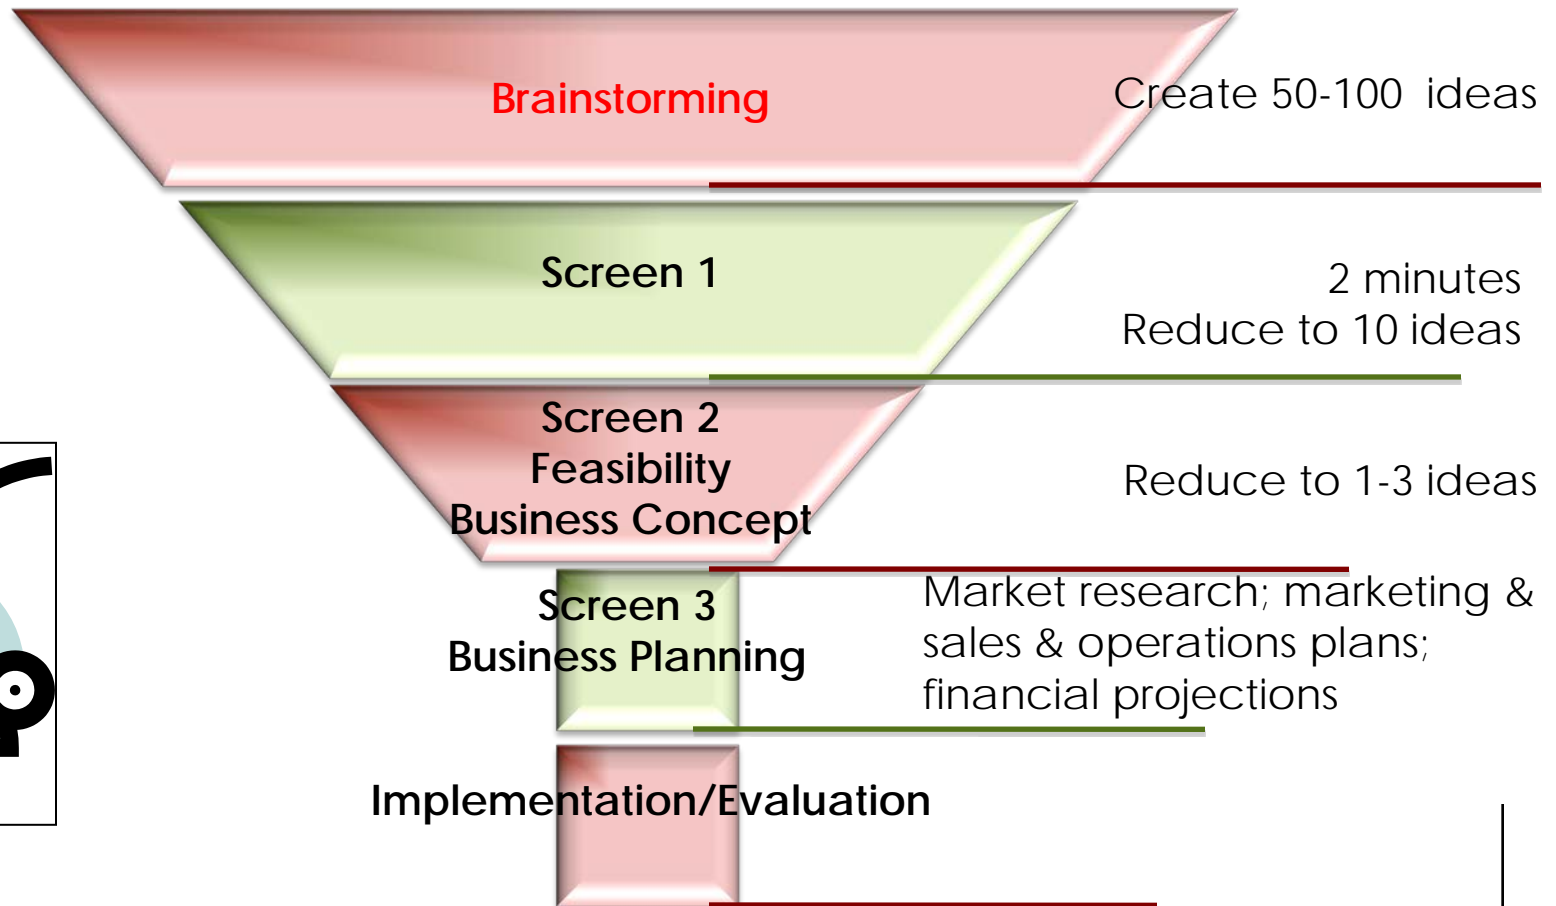 Brainstorming
Create 50-100 ideas
Screen 1
2 minutes
Reduce to 10 ideas
Screen 2
Feasibility
Business Concept
Reduce to 1-3 ideas
Screen 3
Business Planning
Market research; marketing &
sales & operations plans;
financial projections
Implementation/Evaluation